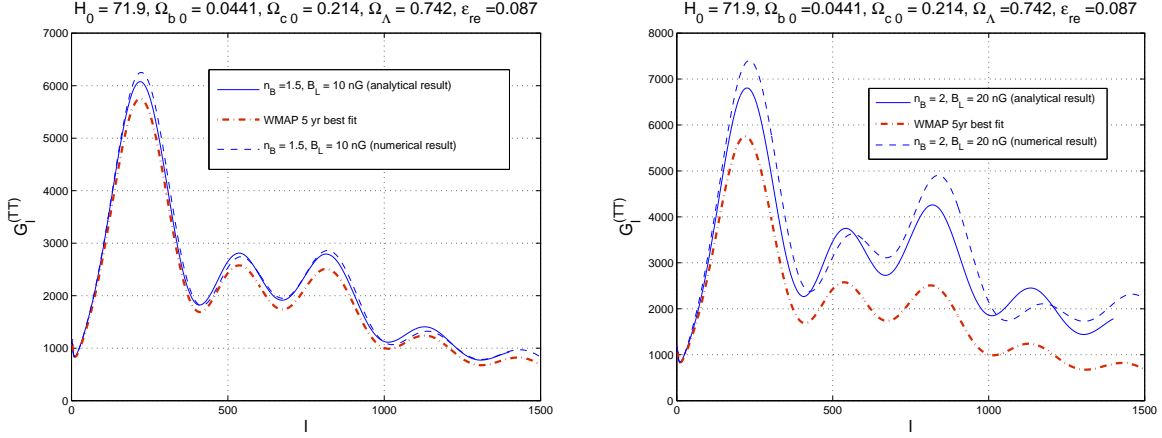 H_0 = 71.9, Ω_b 0 = 0.0441, Ω_c 0 = 0.214, Ω_Λ =0.742, ε_re =0.087
7000
6000
5000
4000
3000
2000
1000
0
G_l^(TT)
n_B =1.5, B_L = 10 nG (analytical result)
WMAP 5 yr best fit
n_B = 1.5, B_L = 10 nG (numerical result)
0
500
1000
1500
l
H_0 = 71.9, Ω_b 0 =0.0441, Ω_c 0 = 0.214, Ω_Λ =0.742, ε_re =0.087
8000
7000
6000
5000
4000
3000
2000
1000
0
G_l^(TT)
n_B = 2, B_L = 20 nG (analytical result)
WMAP 5yr best fit
n_B = 2, B_L = 20 nG (numerical result)
0
500
1000
1500
l